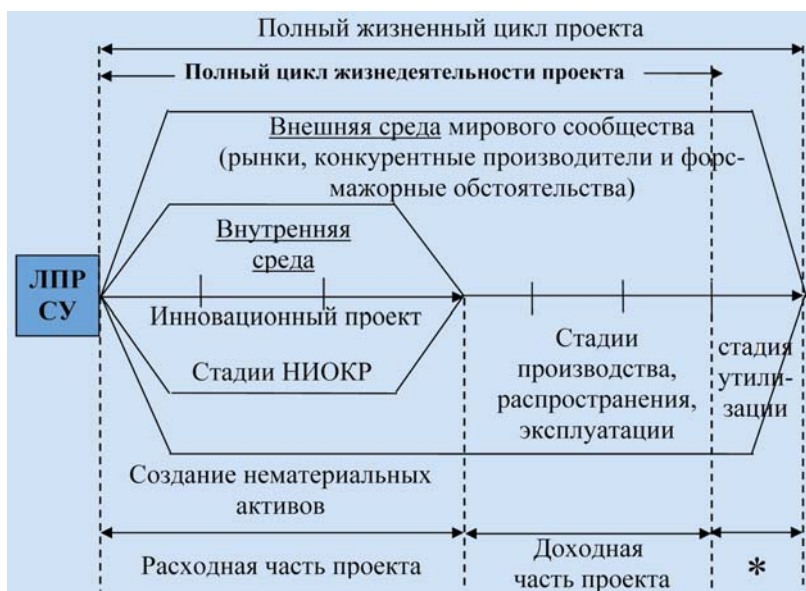 Полный жизненный цикл проекта
Полный цикл жизнедеятельности проекта
Внешняя среда мирового сообщества
(рынки, конкурентные производители и форс-
мажорные обстоятельства)
Внутренняя
среда
ЛПР
СУ
Инновационный проект
Стадии НИОКР
Стадии
производства,
распространения,
эксплуатации
стадия
утили-
зации
Создание нематериальных
активов
Расходная часть проекта
Доходная
часть проекта
*